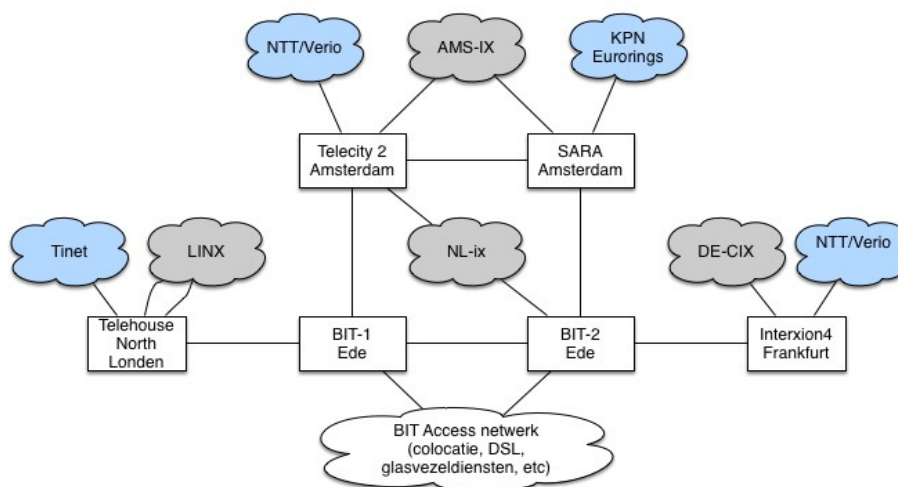 NTT/Verio
AMS-IX
KPN
Eurorings
Telecity 2
Amsterdam
SARA
Amsterdam
Tinet
LINX
NL-ix
DE-CIX
NTT/Verio
Telehouse
North
Londen
BIT-1
Ede
BIT-2
Ede
Interxion4
Frankfurt
BIT Access netwerk
(colocatie, DSL,
glasvezeldiensten, etc)